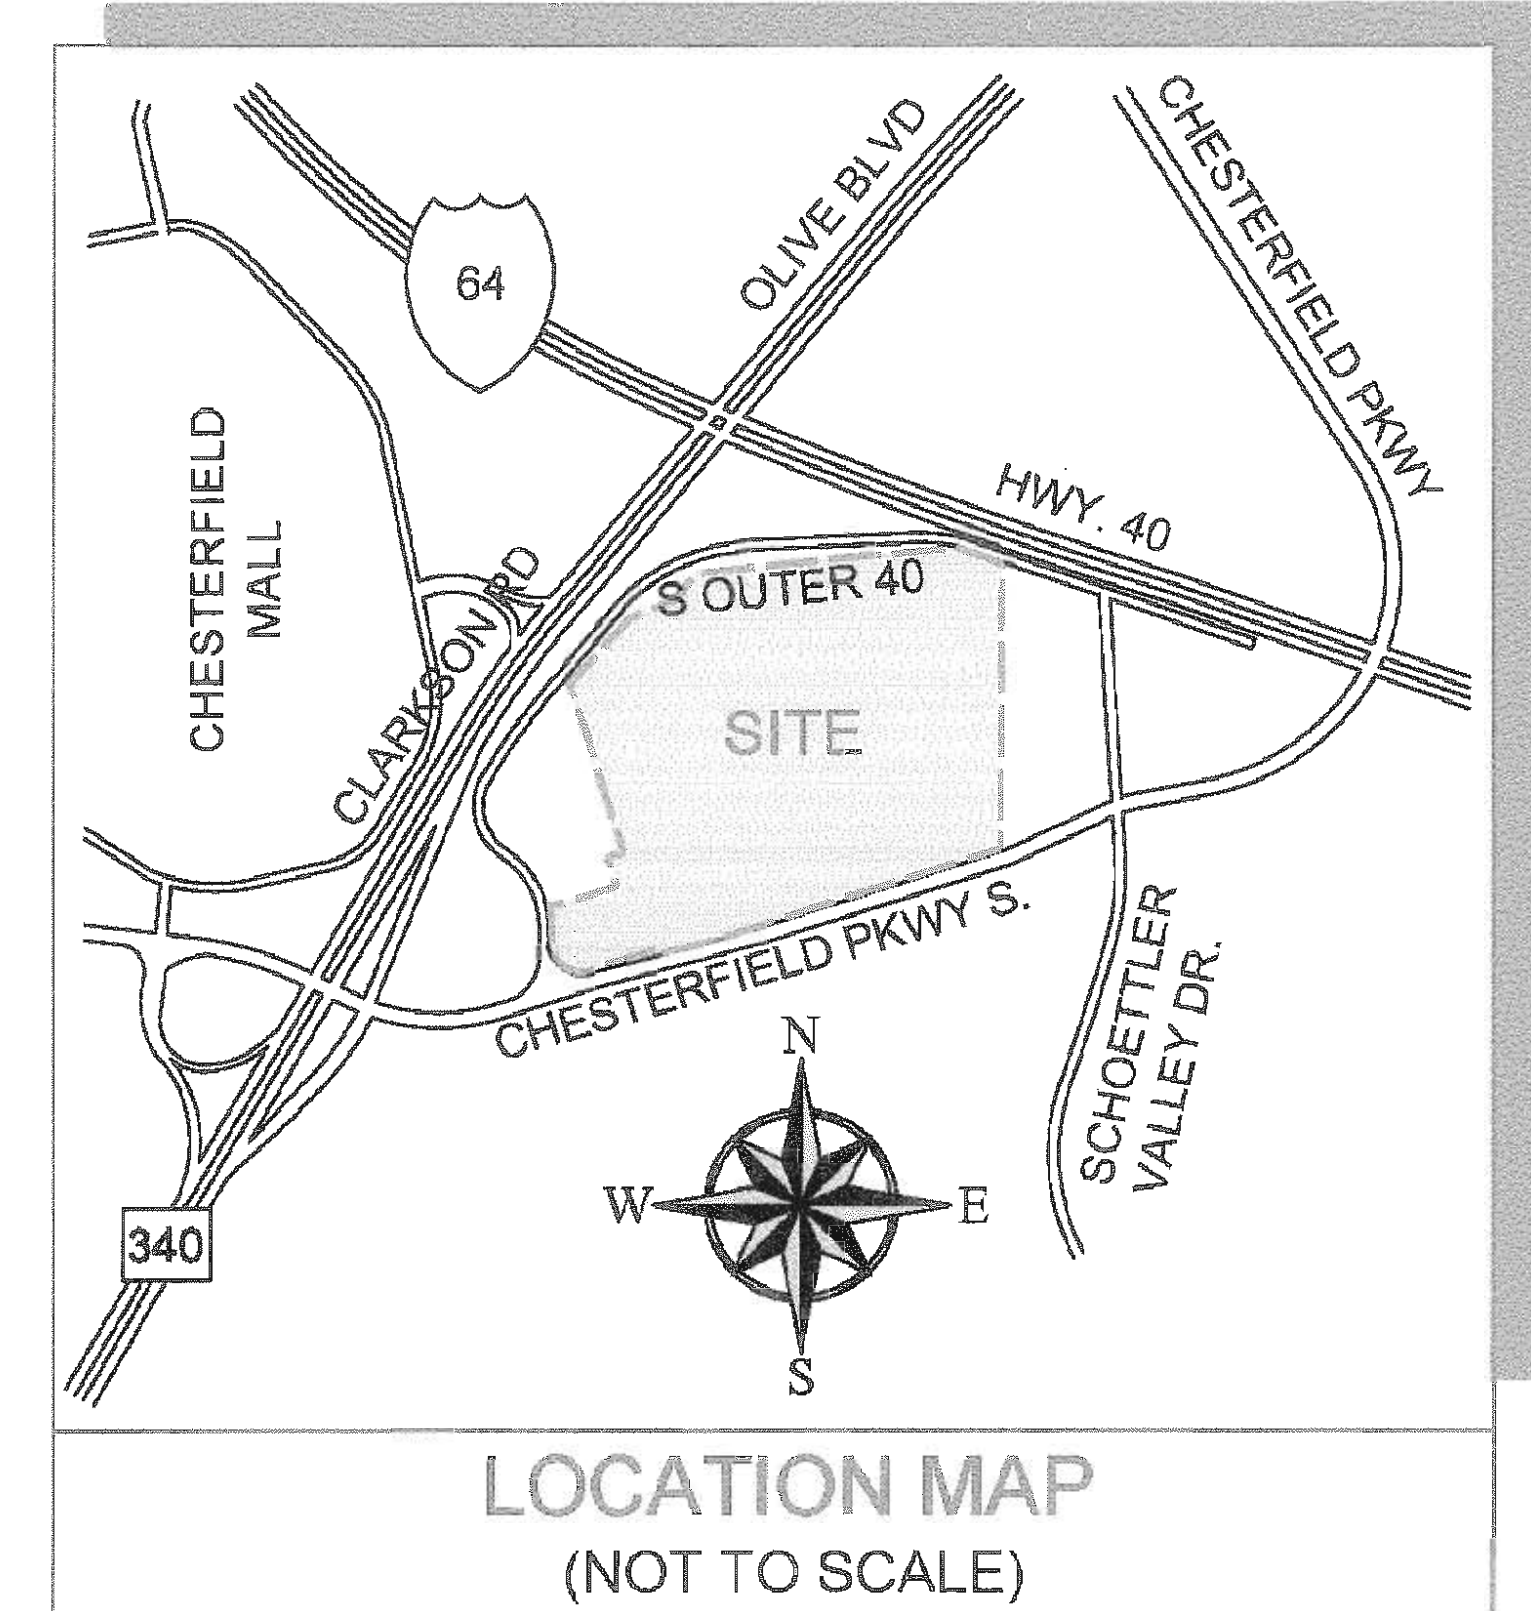 CHESTERFIELD PKWY
OLIVE BLVD
64
HWY. 40
CHESTERFIELD
MALL
CLARKSON RD
S OUTER 40
SITE
CHESTERFIELD PKWY S.
SCHOETTLER
VALLEY DR.
N
W
E
S
340
LOCATION MAP
(NOT TO SCALE)